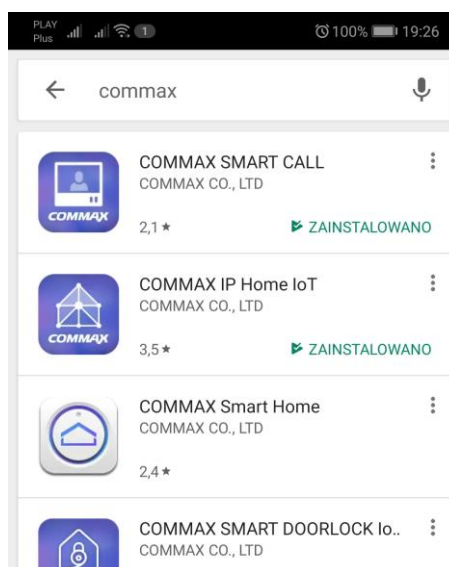 PLAY
Plus 1 100% 19:26
commax
COMMAX SMART CALL
COMMAX CO., LTD
COMMAX
2,1 ★ ZAINSTALOWANO
COMMAX IP Home IoT
COMMAX CO., LTD
COMMAX
3,5 ★ ZAINSTALOWANO
COMMAX Smart Home
COMMAX CO., LTD
2,4 ★
COMMAX SMART DOORLOCK Io..
COMMAX CO., LTD